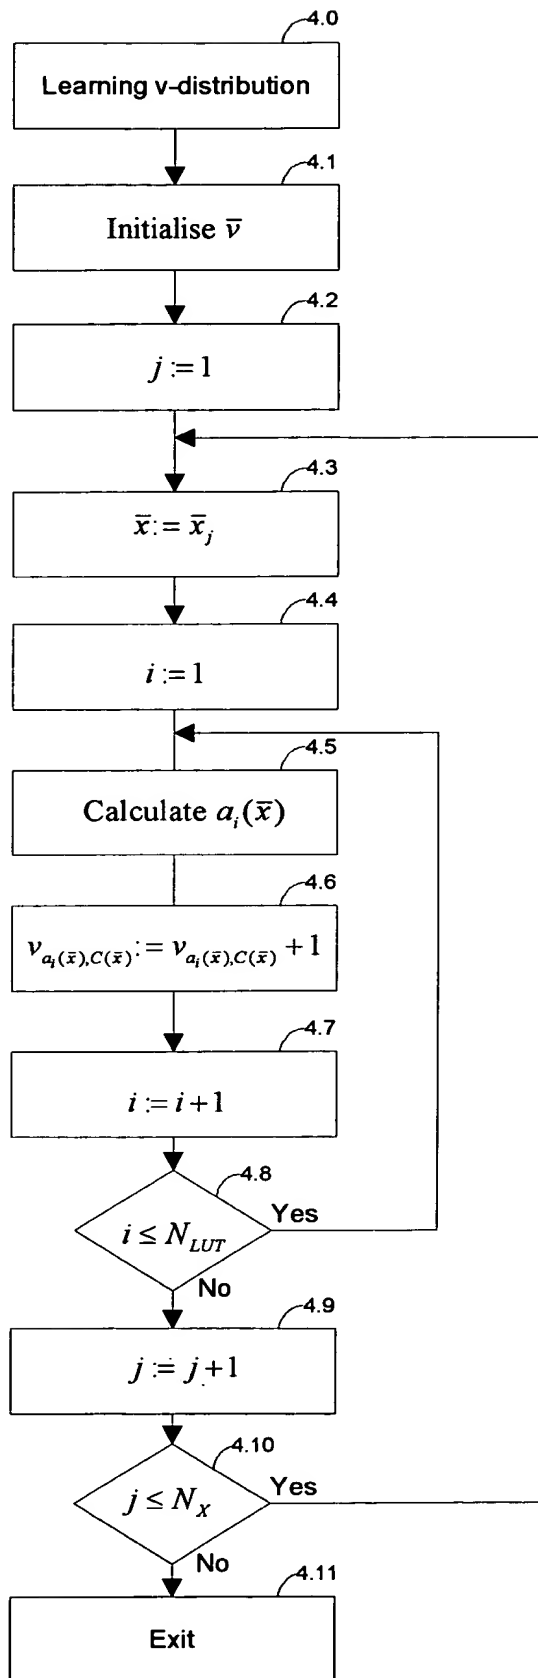 4.0
Learning v-distribution
4.1
Initialise v̄
4.2
j := 1
4.3
x̄ := x̄_j
4.4
i := 1
4.5
Calculate a_i(x̄)
4.6
v_{a_i(x̄),C(x̄)} := v_{a_i(x̄),C(x̄)} + 1
4.7
i := i + 1
4.8
i ≤ N_{LUT}
Yes
No
4.9
j := j + 1
4.10
j ≤ N_X
Yes
No
4.11
Exit